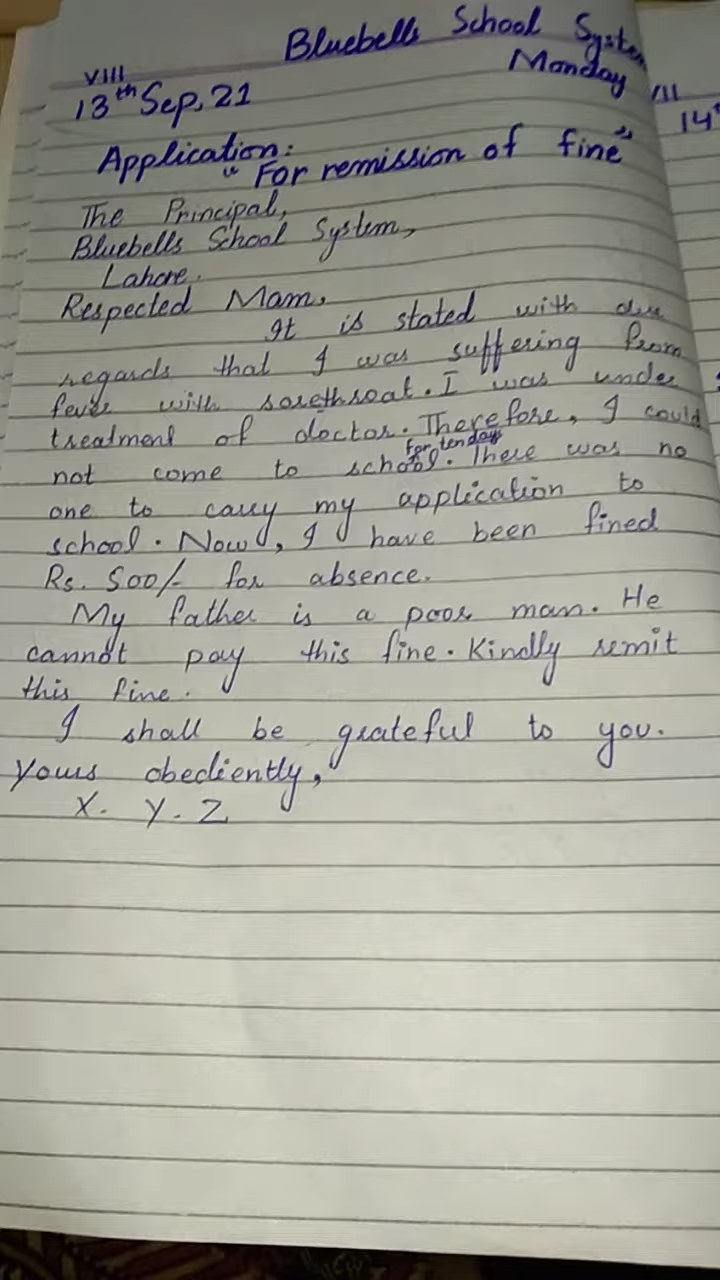 Bluebells School System
VIII Monday
13th Sep, 21
Application:
"For remission of fine"
The Principal,
Bluebells School System,
Lahore.
Respected Mam,
It is stated with due
regards that I was suffering from
fever with sorethroat. I was under
treatment of doctor. Therefore, I could
for ten days
not come to school. There was no
one to carry my application to
school. Now, I have been fined
Rs. 500/- for absence.
My father is a poor man. He
cannot pay this fine. Kindly remit
this fine.
I shall be grateful to you.
Yours obediently,
X. Y. Z
III
14